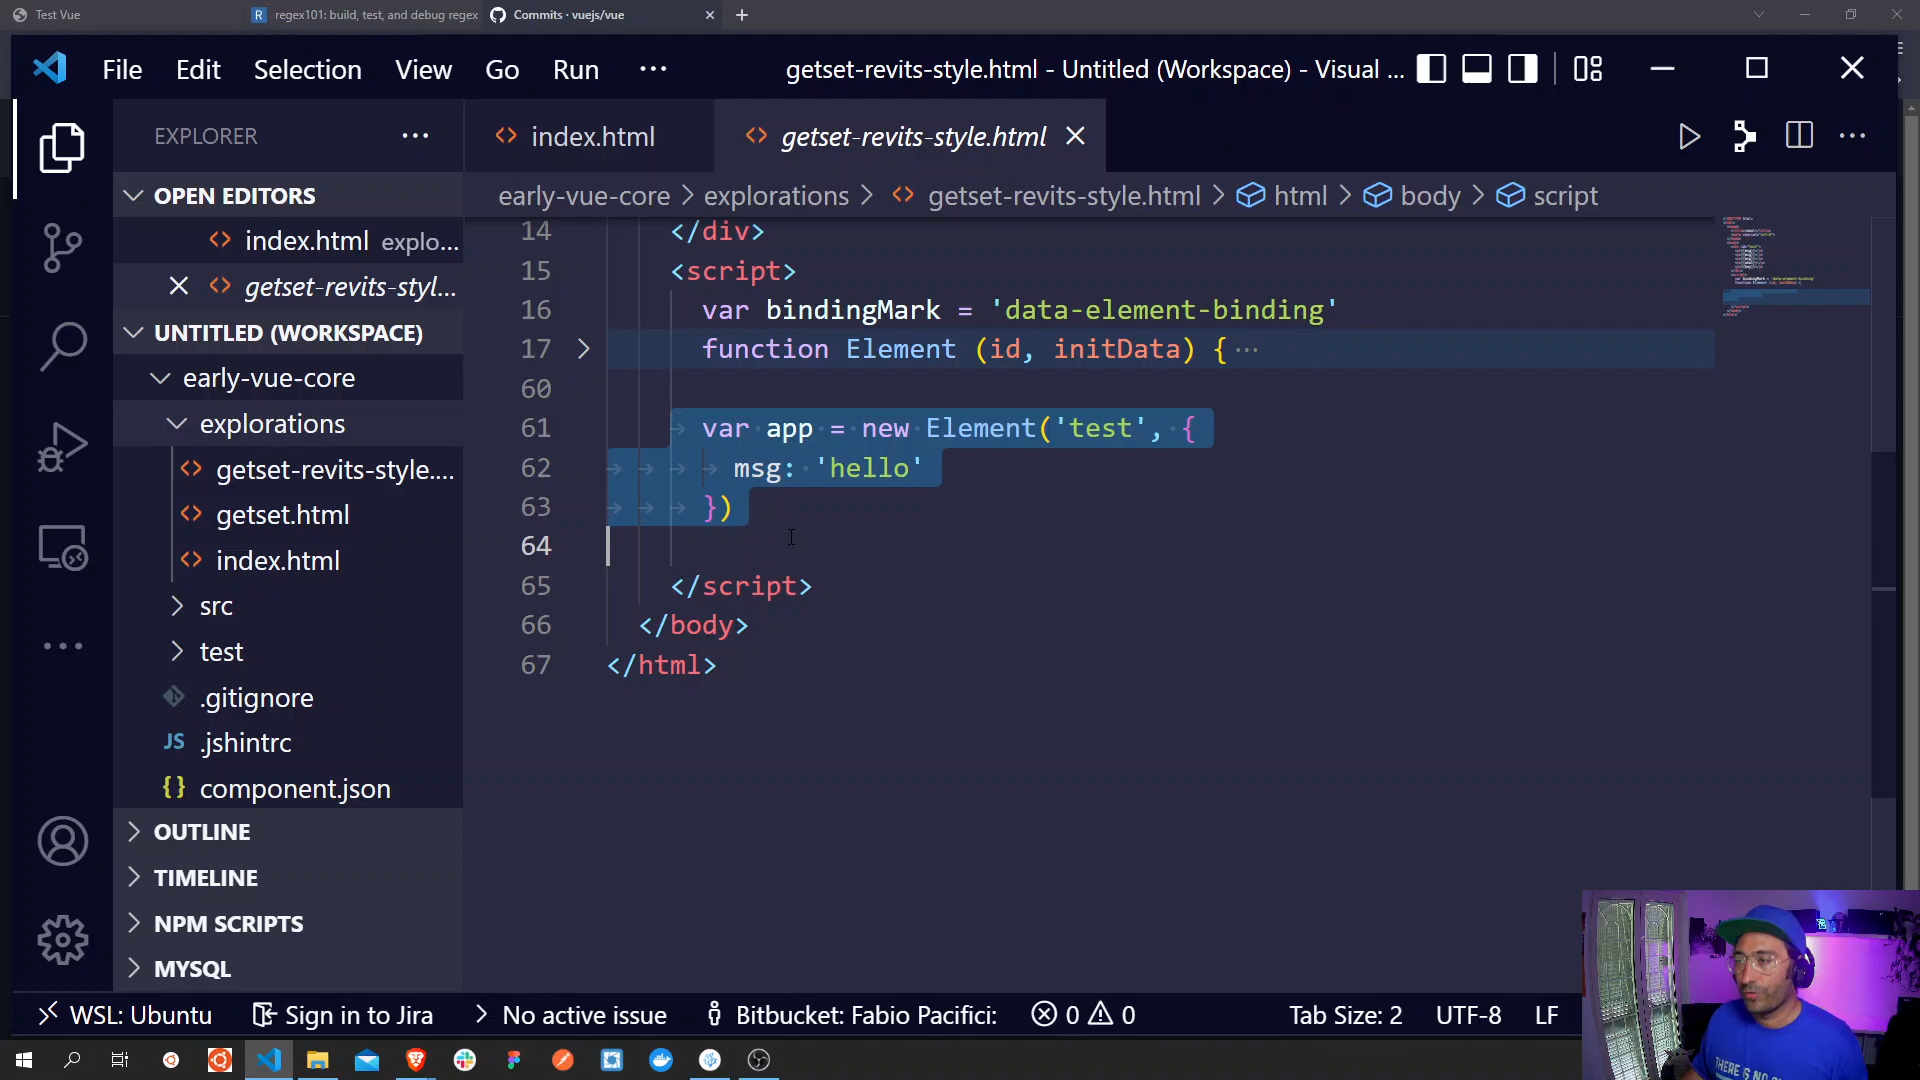 Test Vue
regex101: build, test, and debug regex
Commits · vuejs/vue
File Edit Selection View Go Run ···
getset-revits-style.html - Untitled (Workspace) - Visual ...
EXPLORER
OPEN EDITORS
index.html explo...
getset-revits-styl...
UNTITLED (WORKSPACE)
early-vue-core
explorations
getset-revits-style....
getset.html
index.html
src
test
.gitignore
JS .jshintrc
{} component.json
OUTLINE
TIMELINE
NPM SCRIPTS
MYSQL
index.html
getset-revits-style.html
early-vue-core > explorations > getset-revits-style.html > html > body > script
14 </div>
15 <script>
16 var bindingMark = 'data-element-binding'
17 function Element (id, initData) {···
60
61 var app = new Element('test', {
62 msg: 'hello'
63 })
64
65 </script>
66 </body>
67 </html>
WSL: Ubuntu Sign in to Jira No active issue Bitbucket: Fabio Pacifici: 0 0 Tab Size: 2 UTF-8 LF
THERE IS NO